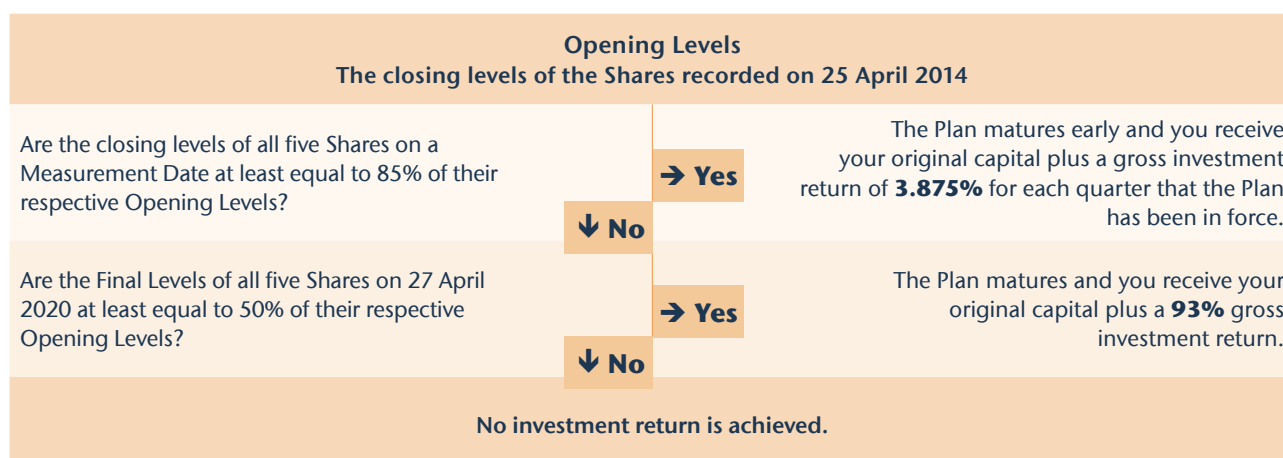 Opening Levels
The closing levels of the Shares recorded on 25 April 2014
Are the closing levels of all five Shares on a
Measurement Date at least equal to 85% of their
respective Opening Levels?
→ Yes
The Plan matures early and you receive
your original capital plus a gross investment
return of 3.875% for each quarter that the Plan
has been in force.
↓ No
Are the Final Levels of all five Shares on 27 April
2020 at least equal to 50% of their respective
Opening Levels?
→ Yes
The Plan matures and you receive your
original capital plus a 93% gross
investment return.
↓ No
No investment return is achieved.